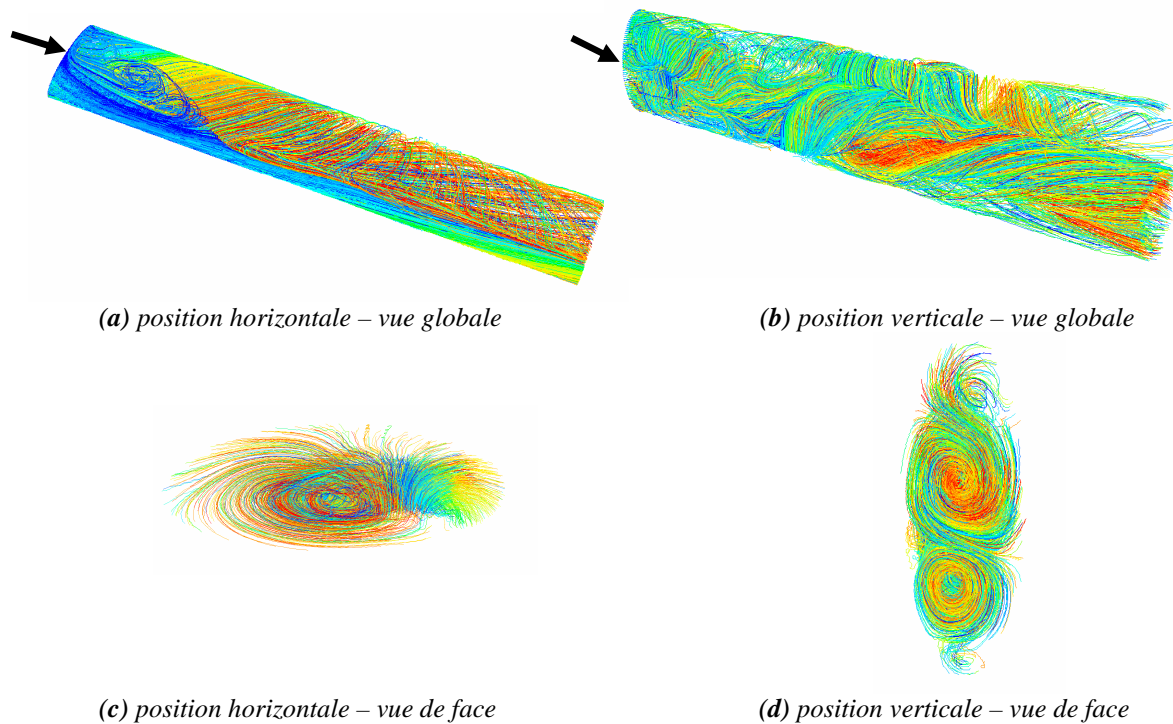 (a) position horizontale – vue globale
(b) position verticale – vue globale
(c) position horizontale – vue de face
(d) position verticale – vue de face